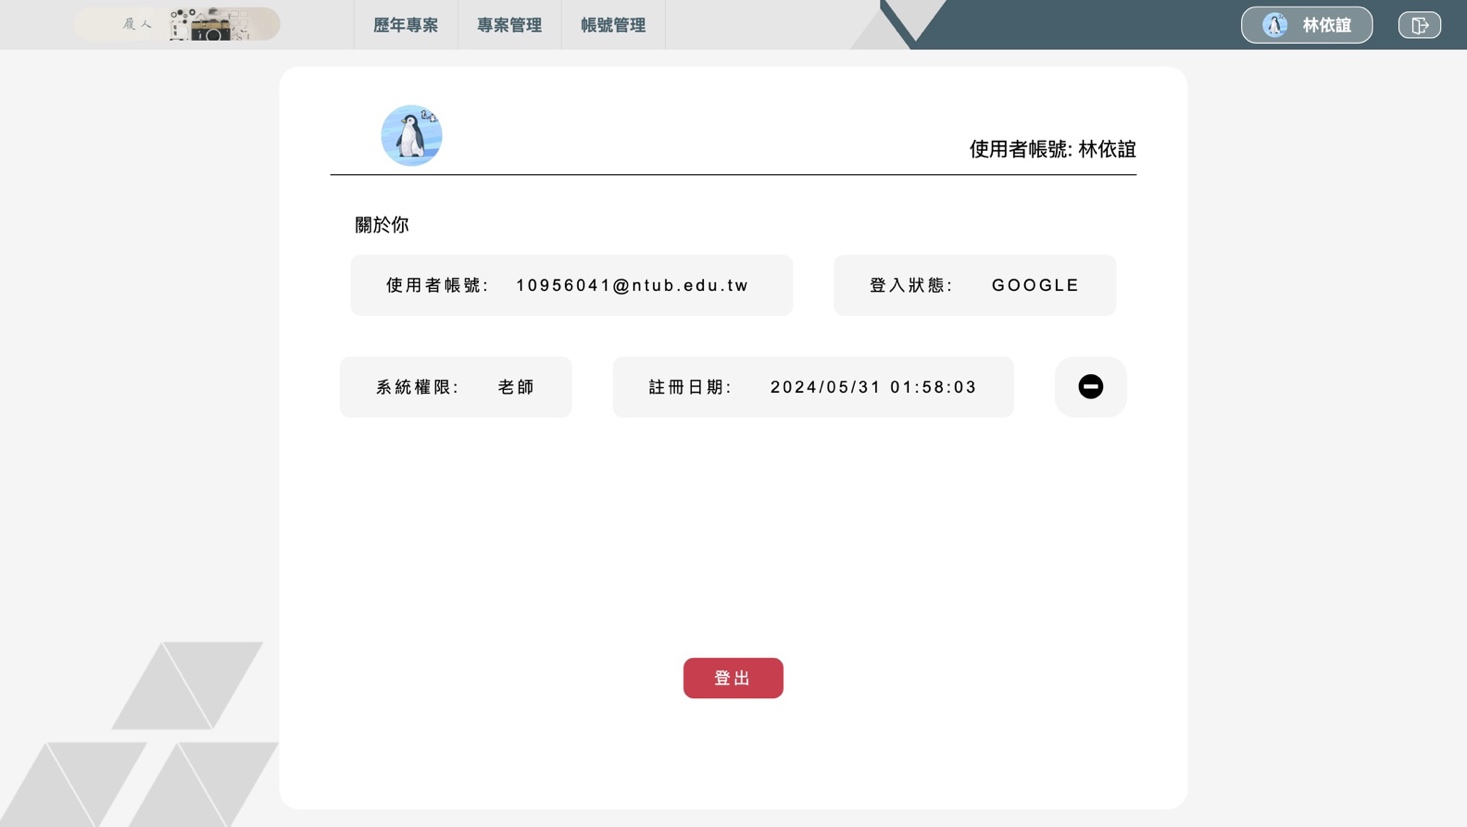 履人
歷年專案
專案管理
帳號管理
林依誼
使用者帳號: 林依誼
關於你
使用者帳號: 10956041@ntub.edu.tw
登入狀態: GOOGLE
系統權限: 老師
註冊日期: 2024/05/31 01:58:03
登出